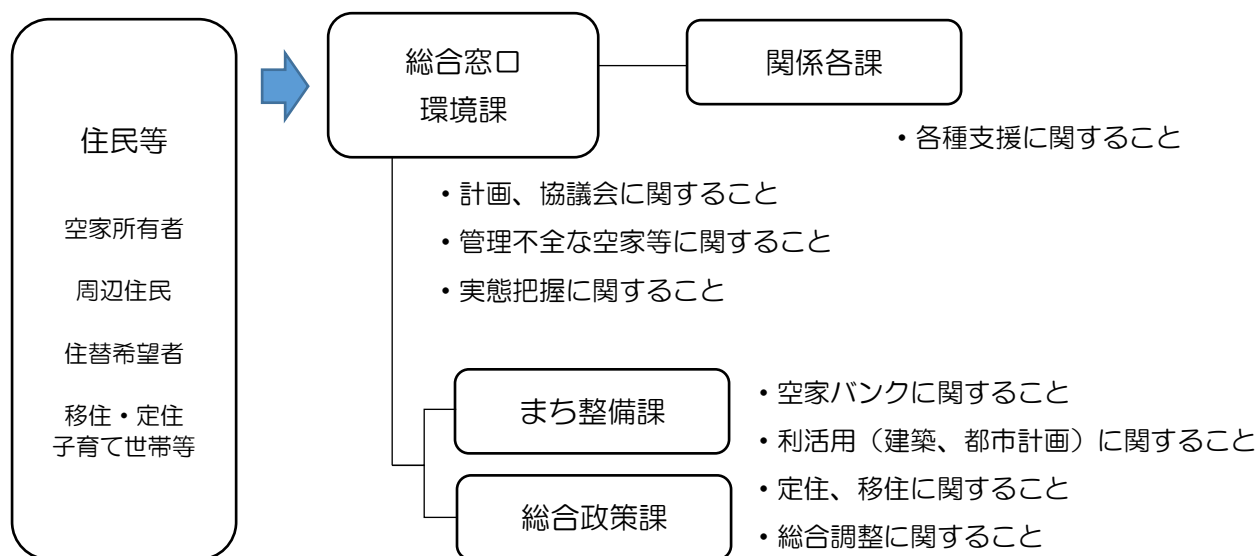 住民等
空家所有者
周辺住民
住替希望者
移住・定住
子育て世帯等
総合窓口
環境課
関係各課
・各種支援に関すること
・計画、協議会に関すること
・管理不全な空家等に関すること
・実態把握に関すること
まち整備課
総合政策課
・空家バンクに関すること
・利活用（建築、都市計画）に関すること
・定住、移住に関すること
・総合調整に関すること